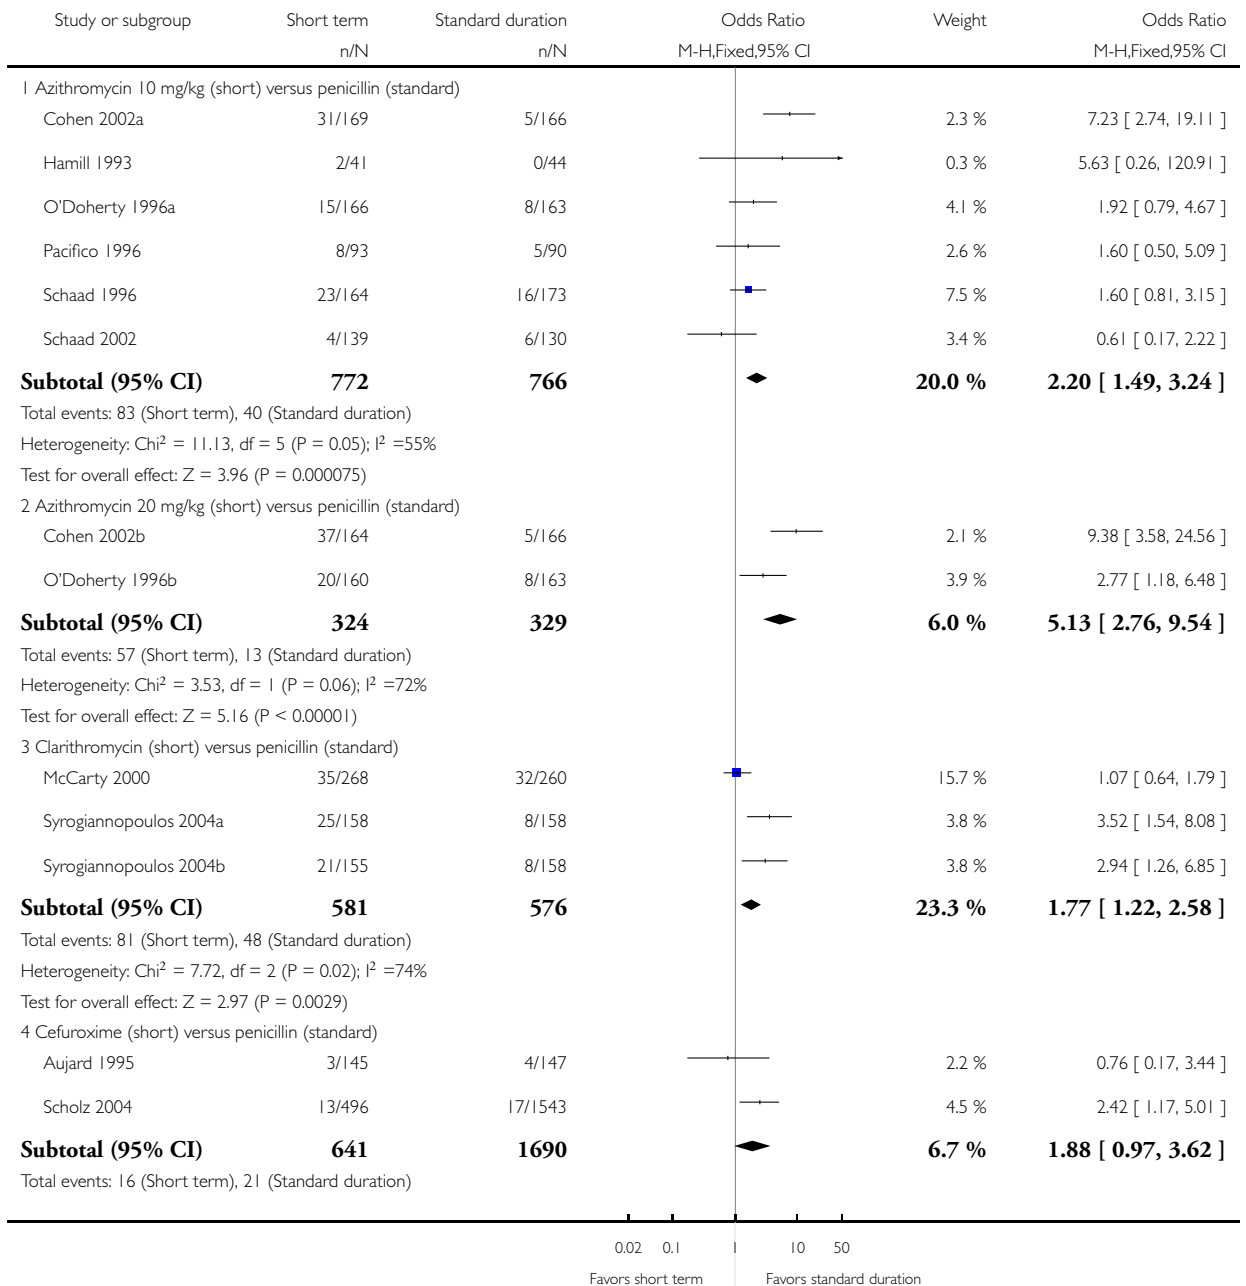 Study or subgroup Short term Standard duration Odds Ratio Weight Odds Ratio
n/N n/N M-H,Fixed,95% CI M-H,Fixed,95% CI
1 Azithromycin 10 mg/kg (short) versus penicillin (standard)
Cohen 2002a 31/169 5/166 2.3 % 7.23 [ 2.74, 19.11 ]
Hamill 1993 2/41 0/44 0.3 % 5.63 [ 0.26, 120.91 ]
O'Doherty 1996a 15/166 8/163 4.1 % 1.92 [ 0.79, 4.67 ]
Pacifico 1996 8/93 5/90 2.6 % 1.60 [ 0.50, 5.09 ]
Schaad 1996 23/164 16/173 7.5 % 1.60 [ 0.81, 3.15 ]
Schaad 2002 4/139 6/130 3.4 % 0.61 [ 0.17, 2.22 ]
Subtotal (95% CI) 772 766 20.0 % 2.20 [ 1.49, 3.24 ]
Total events: 83 (Short term), 40 (Standard duration)
Heterogeneity: Chi² = 11.13, df = 5 (P = 0.05); I² =55%
Test for overall effect: Z = 3.96 (P = 0.000075)
2 Azithromycin 20 mg/kg (short) versus penicillin (standard)
Cohen 2002b 37/164 5/166 2.1 % 9.38 [ 3.58, 24.56 ]
O'Doherty 1996b 20/160 8/163 3.9 % 2.77 [ 1.18, 6.48 ]
Subtotal (95% CI) 324 329 6.0 % 5.13 [ 2.76, 9.54 ]
Total events: 57 (Short term), 13 (Standard duration)
Heterogeneity: Chi² = 3.53, df = 1 (P = 0.06); I² =72%
Test for overall effect: Z = 5.16 (P < 0.00001)
3 Clarithromycin (short) versus penicillin (standard)
McCarty 2000 35/268 32/260 15.7 % 1.07 [ 0.64, 1.79 ]
Syrogiannopoulos 2004a 25/158 8/158 3.8 % 3.52 [ 1.54, 8.08 ]
Syrogiannopoulos 2004b 21/155 8/158 3.8 % 2.94 [ 1.26, 6.85 ]
Subtotal (95% CI) 581 576 23.3 % 1.77 [ 1.22, 2.58 ]
Total events: 81 (Short term), 48 (Standard duration)
Heterogeneity: Chi² = 7.72, df = 2 (P = 0.02); I² =74%
Test for overall effect: Z = 2.97 (P = 0.0029)
4 Cefuroxime (short) versus penicillin (standard)
Aujard 1995 3/145 4/147 2.2 % 0.76 [ 0.17, 3.44 ]
Scholz 2004 13/496 17/1543 4.5 % 2.42 [ 1.17, 5.01 ]
Subtotal (95% CI) 641 1690 6.7 % 1.88 [ 0.97, 3.62 ]
Total events: 16 (Short term), 21 (Standard duration)
0.02 0.1 1 10 50
Favors short term Favors standard duration